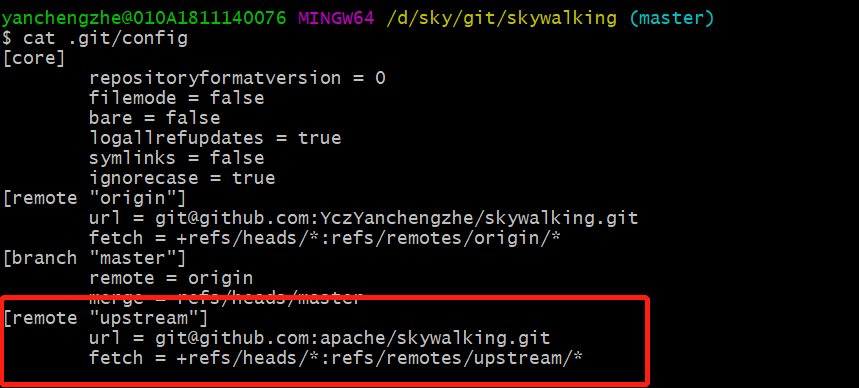 yanchengzhe@010A1811140076 MINGW64 /d/sky/git/skywalking (master)
$ cat .git/config
[core]
        repositoryformatversion = 0
        filemode = false
        bare = false
        logallrefupdates = true
        symlinks = false
        ignorecase = true
[remote "origin"]
        url = git@github.com:YczYanchengzhe/skywalking.git
        fetch = +refs/heads/*:refs/remotes/origin/*
[branch "master"]
        remote = origin
        merge = refs/heads/master
[remote "upstream"]
        url = git@github.com:apache/skywalking.git
        fetch = +refs/heads/*:refs/remotes/upstream/*